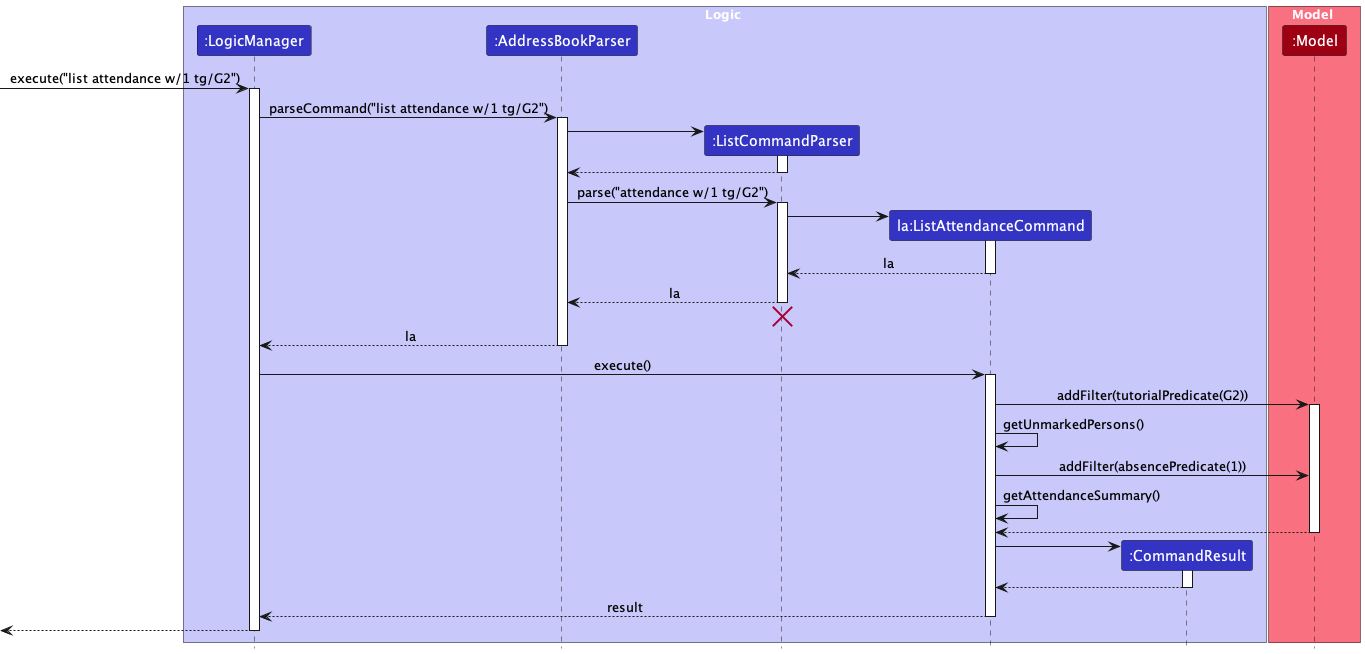 Logic
Model
:LogicManager
:AddressBookParser
:Model
execute("list attendance w/1 tg/G2")
parseCommand("list attendance w/1 tg/G2")
:ListCommandParser
parse("attendance w/1 tg/G2")
la:ListAttendanceCommand
la
la
la
execute()
addFilter(tutorialPredicate(G2))
getUnmarkedPersons()
addFilter(absencePredicate(1))
getAttendanceSummary()
:CommandResult
result